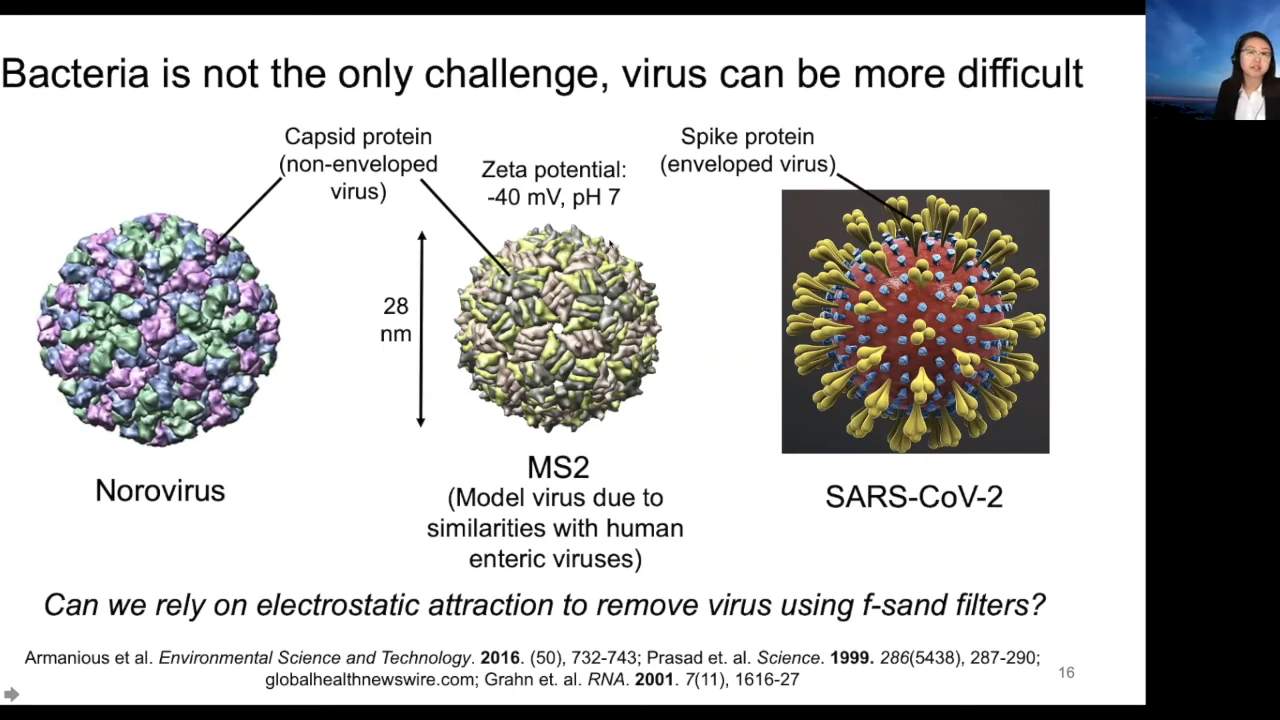 Bacteria is not the only challenge, virus can be more difficult
Capsid protein
(non-enveloped
virus)
Zeta potential:
-40 mV, pH 7
Spike protein
(enveloped virus)
28
nm
Norovirus
MS2
(Model virus due to
similarities with human
enteric viruses)
SARS-CoV-2
Can we rely on electrostatic attraction to remove virus using f-sand filters?
Armanious et al. Environmental Science and Technology. 2016. (50), 732-743; Prasad et. al. Science. 1999. 286(5438), 287-290;
globalhealthnewswire.com; Grahn et. al. RNA. 2001. 7(11), 1616-27
16